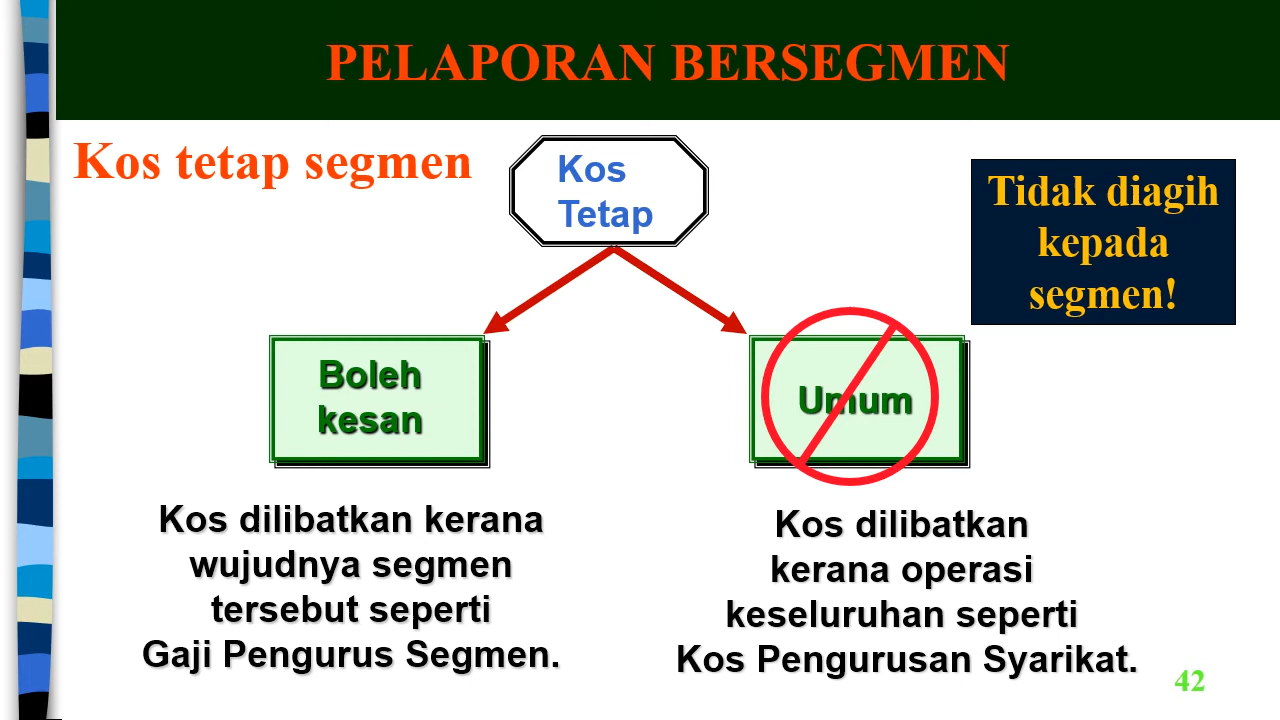 PELAPORAN BERSEGMEN
Kos tetap segmen
Kos
Tetap
Tidak diagih
kepada
segmen!
Boleh
kesan
Umum
Kos dilibatkan kerana
wujudnya segmen
tersebut seperti
Gaji Pengurus Segmen.
Kos dilibatkan
kerana operasi
keseluruhan seperti
Kos Pengurusan Syarikat.
42